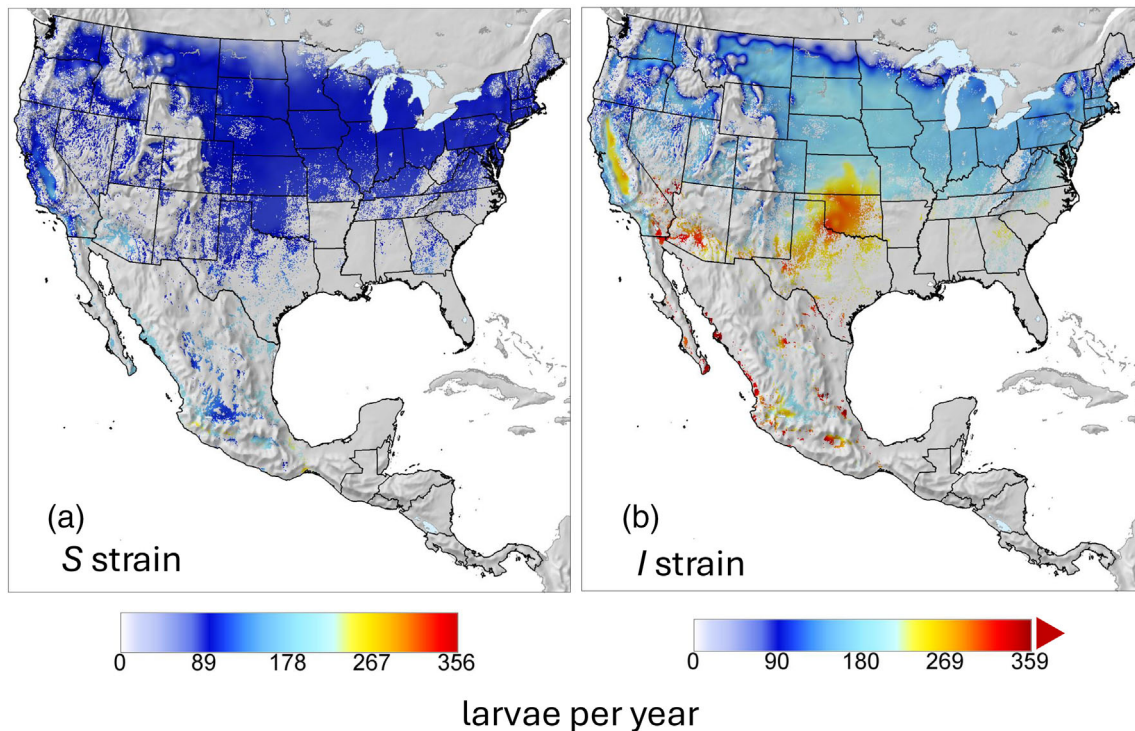 (a)
S strain
(b)
I strain
0 89 178 267 356
0 90 180 269 359
larvae per year